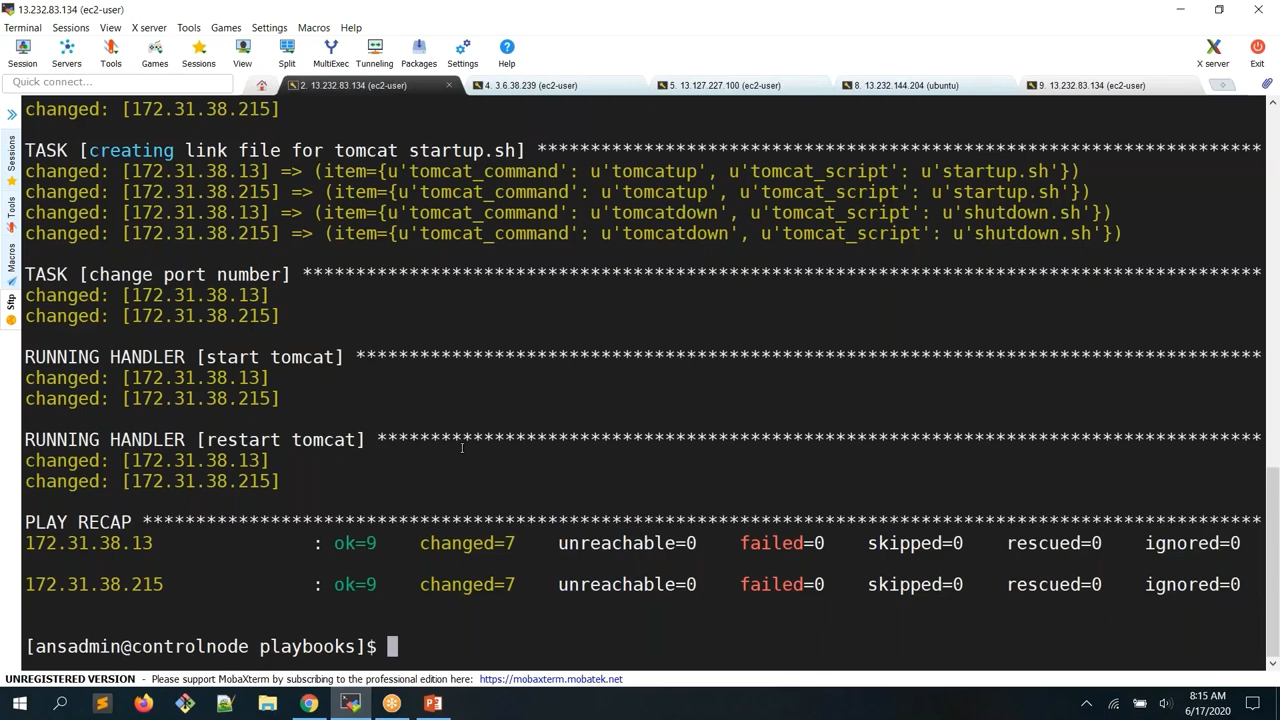 13.232.83.134 (ec2-user)
Terminal Sessions View X server Tools Games Settings Macros Help
Session Servers Tools Games Sessions View Split MultiExec Tunneling Packages Settings Help X server Exit
Quick connect...
2. 13.232.83.134 (ec2-user) 4. 3.6.38.239 (ec2-user) 5. 13.127.227.100 (ec2-user) 8. 13.232.144.204 (ubuntu) 9. 13.232.83.134 (ec2-user)
Sessions
Tools
Macros
Sftp
changed: [172.31.38.215]
TASK [creating link file for tomcat startup.sh] ********************************************************************
changed: [172.31.38.13] => (item={u'tomcat_command': u'tomcatup', u'tomcat_script': u'startup.sh'})
changed: [172.31.38.215] => (item={u'tomcat_command': u'tomcatup', u'tomcat_script': u'startup.sh'})
changed: [172.31.38.13] => (item={u'tomcat_command': u'tomcatdown', u'tomcat_script': u'shutdown.sh'})
changed: [172.31.38.215] => (item={u'tomcat_command': u'tomcatdown', u'tomcat_script': u'shutdown.sh'})
TASK [change port number] ******************************************************************************************
changed: [172.31.38.13]
changed: [172.31.38.215]
RUNNING HANDLER [start tomcat] *************************************************************************************
changed: [172.31.38.13]
changed: [172.31.38.215]
RUNNING HANDLER [restart tomcat] ***********************************************************************************
changed: [172.31.38.13]
changed: [172.31.38.215]
PLAY RECAP *********************************************************************************************************
172.31.38.13 : ok=9 changed=7 unreachable=0 failed=0 skipped=0 rescued=0 ignored=0
172.31.38.215 : ok=9 changed=7 unreachable=0 failed=0 skipped=0 rescued=0 ignored=0
[ansadmin@controlnode playbooks]$
UNREGISTERED VERSION - Please support MobaXterm by subscribing to the professional edition here: https://mobaxterm.mobatek.net
8:15 AM
6/17/2020